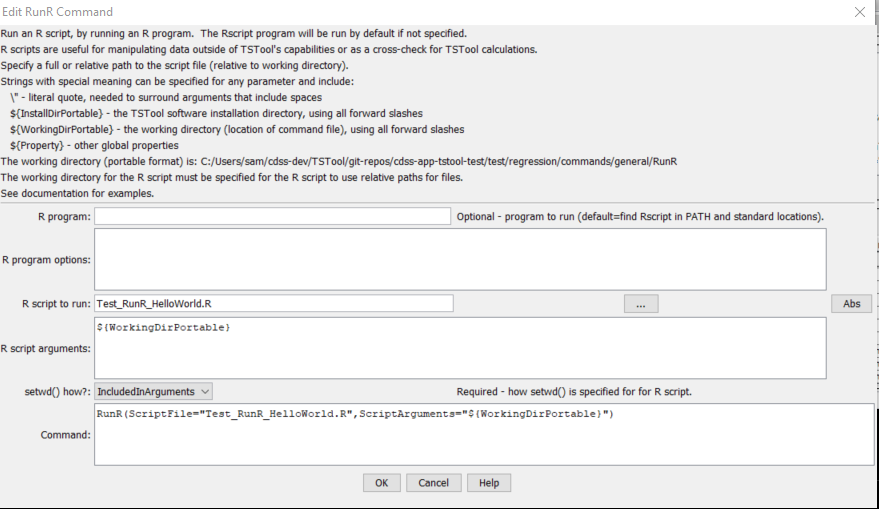 Edit RunR Command
Run an R script, by running an R program.  The Rscript program will be run by default if not specified.
R scripts are useful for manipulating data outside of TSTool's capabilities or as a cross-check for TSTool calculations.
Specify a full or relative path to the script file (relative to working directory).
Strings with special meaning can be specified for any parameter and include:
\" - literal quote, needed to surround arguments that include spaces
${InstallDirPortable} - the TSTool software installation directory, using all forward slashes
${WorkingDirPortable} - the working directory (location of command file), using all forward slashes
${Property} - other global properties
The working directory (portable format) is: C:/Users/sam/cdss-dev/TSTool/git-repos/cdss-app-tstool-test/test/regression/commands/general/RunR
The working directory for the R script must be specified for the R script to use relative paths for files.
See documentation for examples.
R program: Optional - program to run (default=find Rscript in PATH and standard locations).
R program options:
R script to run: Test_RunR_HelloWorld.R ... Abs
${WorkingDirPortable}
R script arguments:
setwd() how?: IncludedInArguments Required - how setwd() is specified for for R script.
RunR(ScriptFile="Test_RunR_HelloWorld.R",ScriptArguments="${WorkingDirPortable}")
Command:
OK Cancel Help